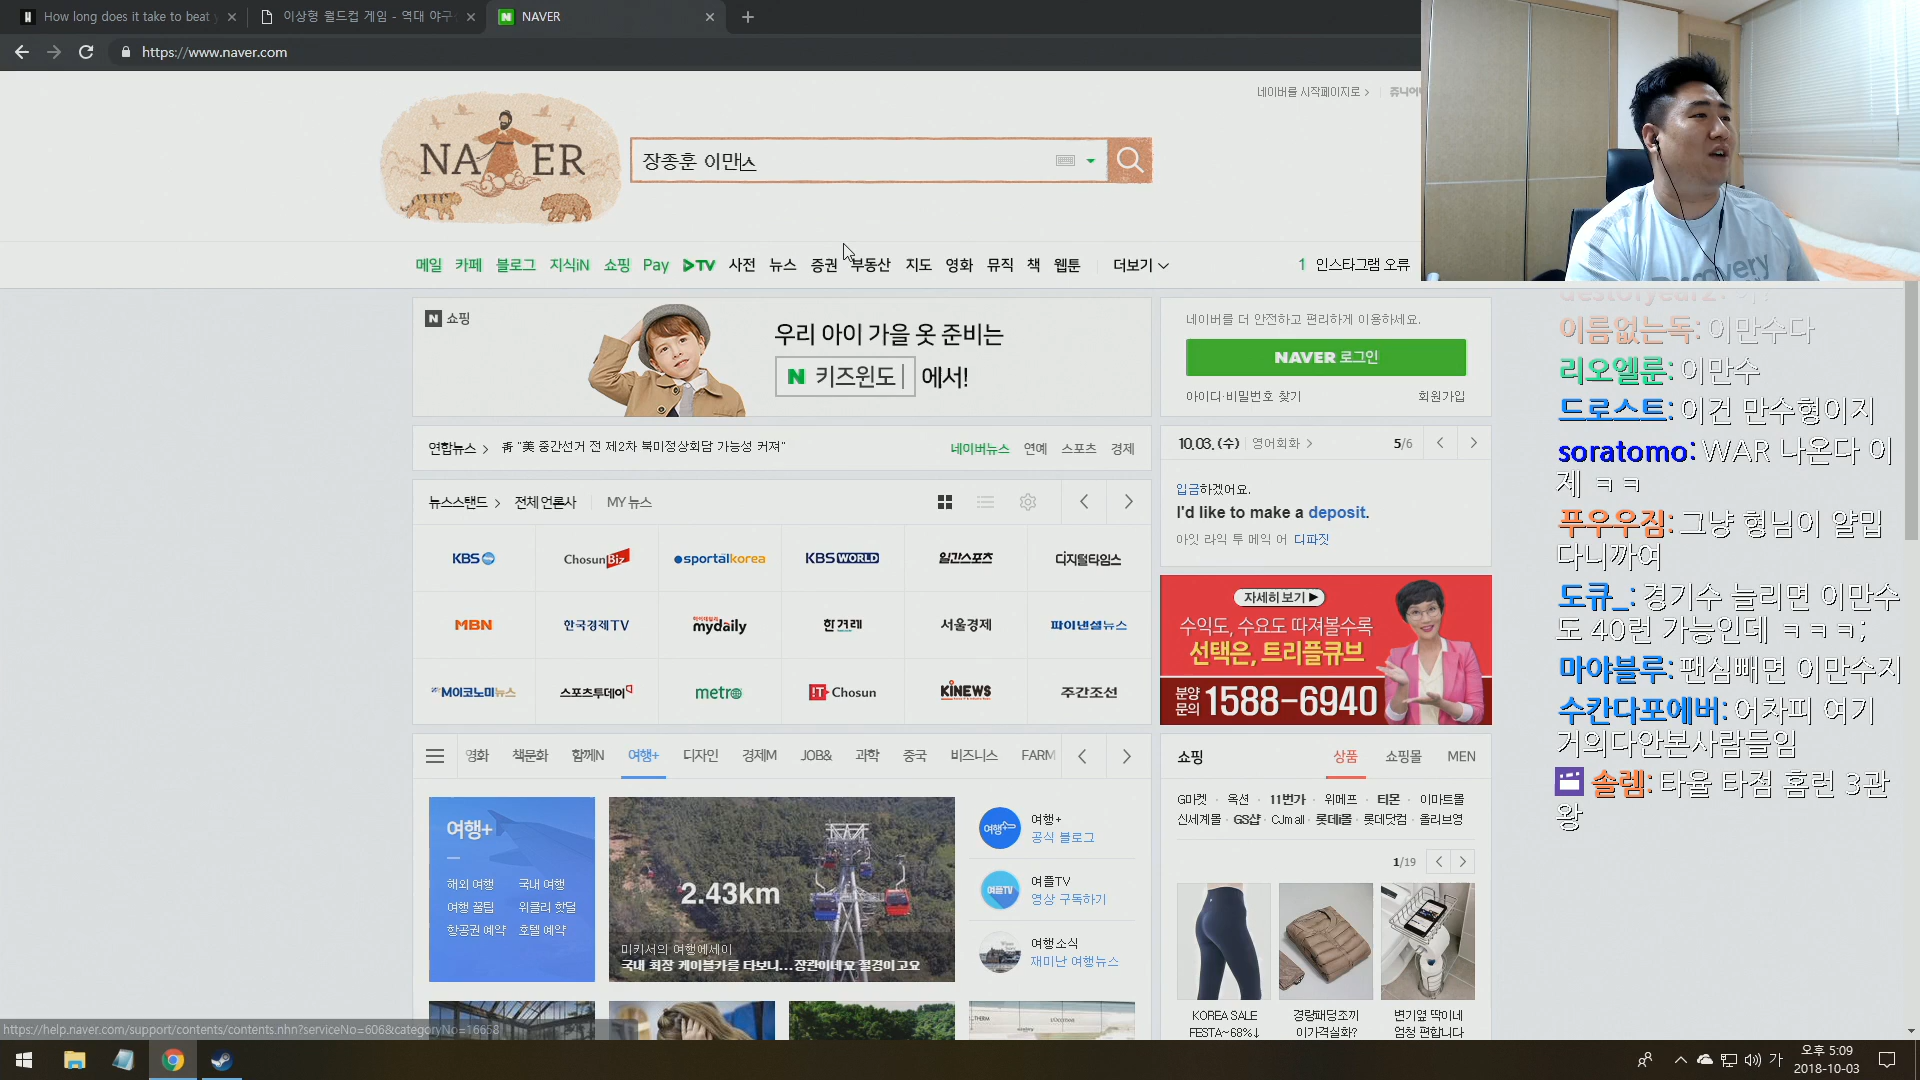 How long does it take to beat
이상형 월드컵 게임 - 역대 야구
NAVER
https://www.naver.com
네이버를 시작페이지로 >
쥬니어
NAVER
장종훈 이만ㅅ
메일 카페 블로그 지식iN 쇼핑 Pay TV 사전 뉴스 증권 부동산 지도 영화 뮤직 책 웹툰 더보기
1 인스타그램 오류
N 쇼핑
우리 아이 가을 옷 준비는
N 키즈윈도 에서!
네이버를 더 안전하고 편리하게 이용하세요.
NAVER 로그인
아이디·비밀번호 찾기 회원가입
연합뉴스 > 靑 "美 중간선거 전 제2차 북미정상회담 가능성 커져"
네이버뉴스 연예 스포츠 경제
10.03. (수) 영어회화 > 5/6
입금하겠어요.
I'd like to make a deposit.
아잇 라익 투 메익 어 디파짓
뉴스스탠드 > 전체 언론사 MY 뉴스
KBS ChosunBiz sportalkorea KBS WORLD 일간스포츠 디지털타임스
MBN 한국경제TV mydaily 한겨레 서울경제 파이낸셜뉴스
M이코노미뉴스 스포츠투데이 metro IT Chosun KINEWS 주간조선
자세히 보기 ▶
수익도, 수요도 따져볼수록
선택은, 트리플큐브
분양문의 1588-6940
영화 책문화 함께N 여행+ 디자인 경제M JOB& 과학 중국 비즈니스 FARM
쇼핑 상품 쇼핑몰 MEN
G마켓 · 옥션 · 11번가 · 위메프 · 티몬 · 이마트몰
신세계몰 · GS샵 · CJmall · 롯데i몰 · 롯데닷컴 · 올리브영
1/19
여행+
해외 여행 국내 여행
여행 꿀팁 위클리 핫딜
항공권 예약 호텔 예약
2.43km
미키서의 여행에세이
국내 최장 케이블카를 타보니…장관이네요 절경이고요
여행+
여행+
공식 블로그
여플TV
여플TV
영상 구독하기
여행소식
재미난 여행뉴스
KOREA SALE
FESTA~68%↓
경량패딩조끼
이가격실화?
변기옆 딱이네
엄청 편합니다
https://help.naver.com/support/contents/contents.nhn?serviceNo=606&categoryNo=16658
destoryear2:
이름없는독: 이만수다
리오엘룬: 이만수
드로스트: 이건 만수형이지
soratomo: WAR 나온다 이
제 ㅋㅋ
푸우우짐: 그냥 형님이 얄밉
다니까여
도큐_: 경기수 늘리면 이만수
도 40런 가능인데 ㅋㅋㅋ;
마야블루: 팬심빼면 이만수지
수칸다포에버: 어차피 여기
거의다안본사람들임
솔렘: 타율 타점 홈런 3관
왕
가
오후 5:09
2018-10-03